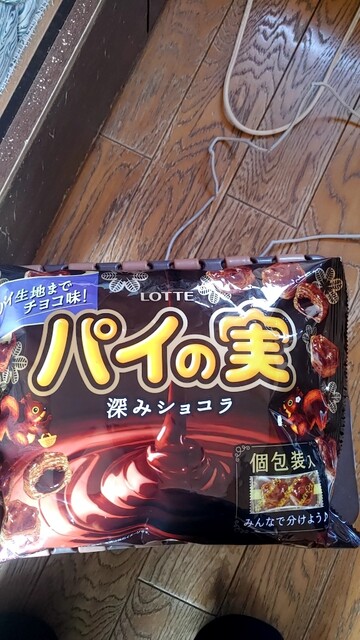 イ生地まで
チョコ味!
LOTTE
パイの実
深みショコラ
個包装入
みんなで分けよう♪